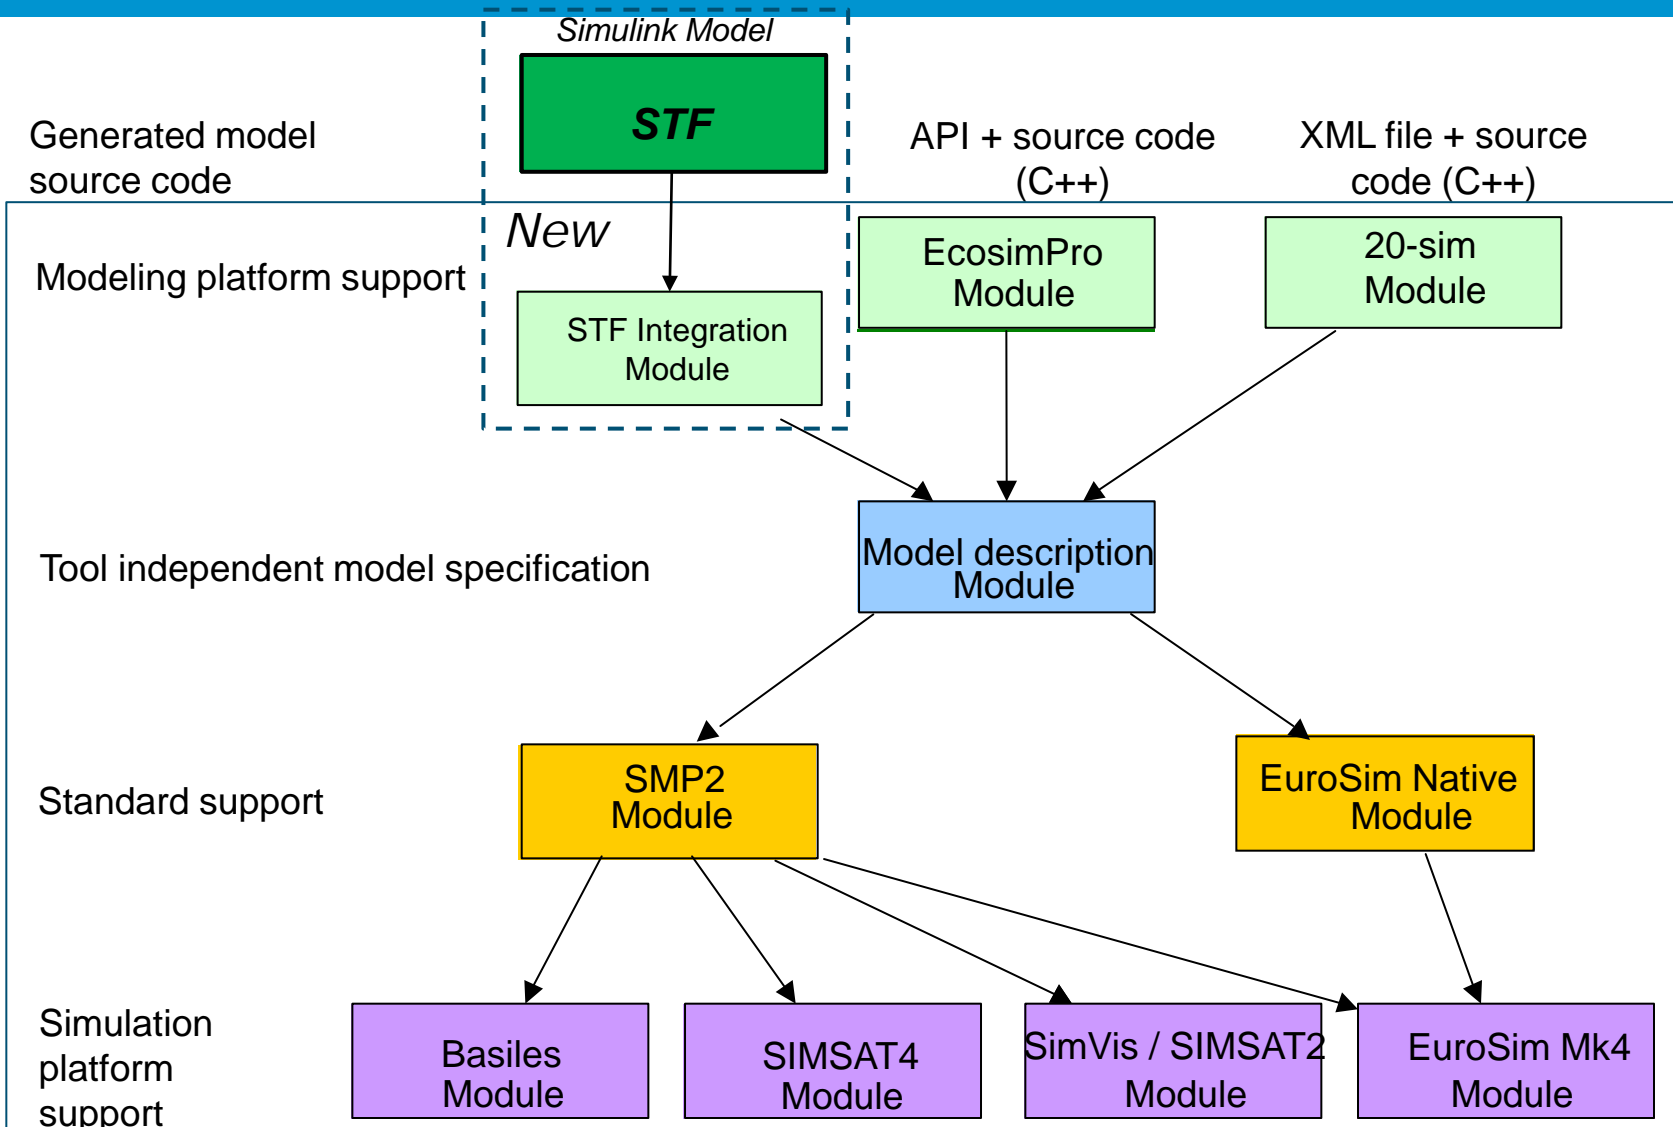 Simulink Model
STF
Generated model
source code
API + source code
(C++)
XML file + source
code (C++)
New
Modeling platform support
EcosimPro
Module
20-sim
Module
STF Integration
Module
Model description
Module
Tool independent model specification
SMP2
Module
EuroSim Native
Module
Standard support
Simulation
platform
support
Basiles
Module
SIMSAT4
Module
SimVis / SIMSAT2
Module
EuroSim Mk4
Module